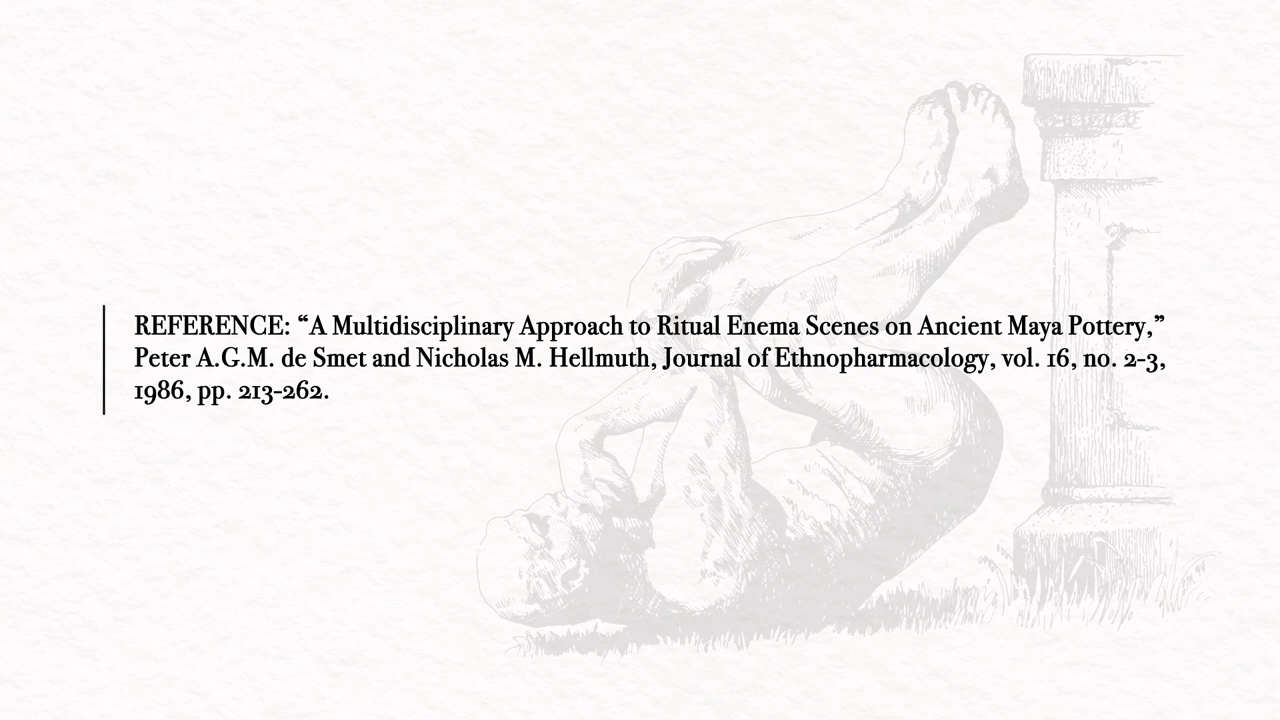 REFERENCE: “A Multidisciplinary Approach to Ritual Enema Scenes on Ancient Maya Pottery,”
Peter A.G.M. de Smet and Nicholas M. Hellmuth, Journal of Ethnopharmacology, vol. 16, no. 2-3,
1986, pp. 213-262.